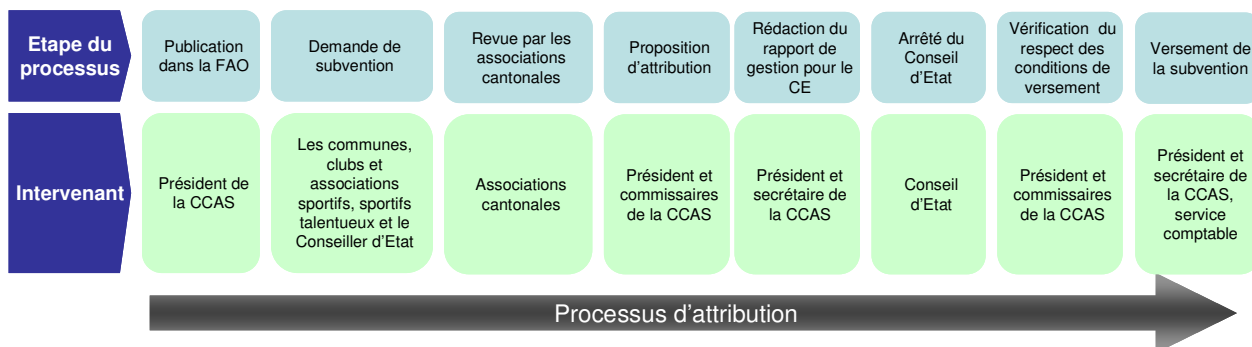 Etape du
processus
Publication
dans la FAO
Demande de
subvention
Revue par les
associations
cantonales
Proposition
d'attribution
Rédaction du
rapport de
gestion pour le
CE
Arrêté du
Conseil
d'Etat
Vérification du
respect des
conditions de
versement
Versement de
la subvention
Intervenant
Président de
la CCAS
Les communes,
clubs et
associations
sportifs, sportifs
talentueux et le
Conseiller d'Etat
Associations
cantonales
Président et
commissaires
de la CCAS
Président et
secrétaire de
la CCAS
Conseil
d'Etat
Président et
commissaires
de la CCAS
Président et
secrétaire de
la CCAS,
service
comptable
Processus d'attribution